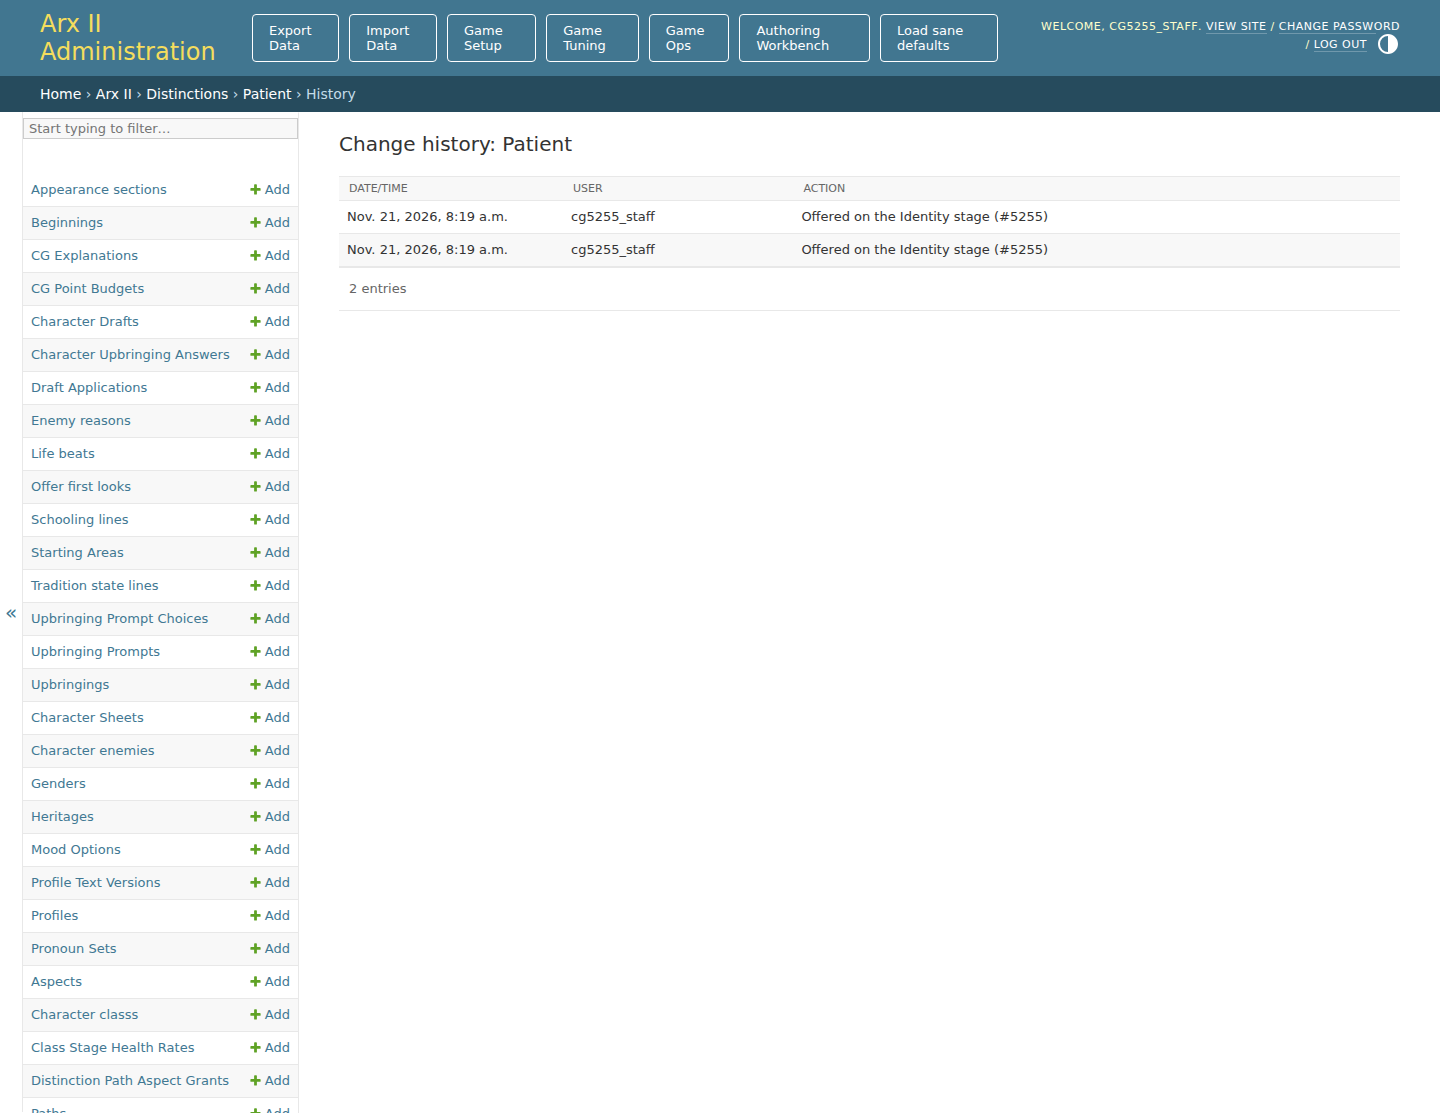 Arx II
Administration
Export
Data
Import
Data
Game
Setup
Game
Tuning
Game
Ops
Authoring
Workbench
Load sane
defaults
WELCOME, CG5255_STAFF. VIEW SITE / CHANGE PASSWORD
/ LOG OUT
Home › Arx II › Distinctions › Patient › History
Start typing to filter…
Appearance sections Add
Beginnings Add
CG Explanations Add
CG Point Budgets Add
Character Drafts Add
Character Upbringing Answers Add
Draft Applications Add
Enemy reasons Add
Life beats Add
Offer first looks Add
Schooling lines Add
Starting Areas Add
Tradition state lines Add
«
Upbringing Prompt Choices Add
Upbringing Prompts Add
Upbringings Add
Character Sheets Add
Character enemies Add
Genders Add
Heritages Add
Mood Options Add
Profile Text Versions Add
Profiles Add
Pronoun Sets Add
Aspects Add
Character classs Add
Class Stage Health Rates Add
Distinction Path Aspect Grants Add
Paths Add
Change history: Patient
DATE/TIME USER ACTION
Nov. 21, 2026, 8:19 a.m. cg5255_staff Offered on the Identity stage (#5255)
Nov. 21, 2026, 8:19 a.m. cg5255_staff Offered on the Identity stage (#5255)
2 entries